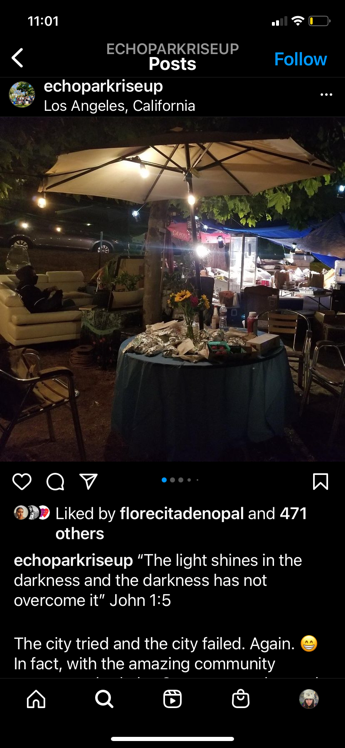 11:01
ECHOPARKRISEUP
Posts
Follow
echoparkriseup
Los Angeles, California
Liked by florecitadenopal and 471
others
echoparkriseup “The light shines in the
darkness and the darkness has not
overcome it” John 1:5
The city tried and the city failed. Again. 😁
In fact, with the amazing community